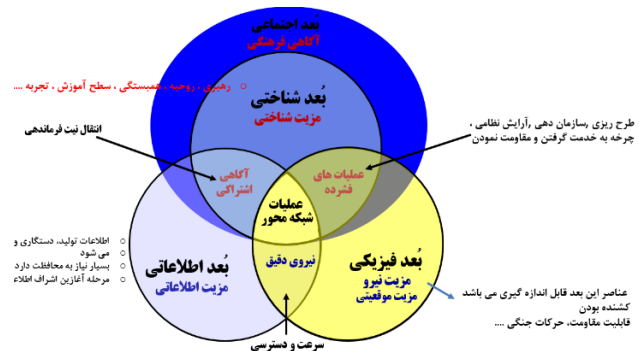 بُعد اجتماعی
آگاهی فرهنگی
رهبری ، روحیه ، همبستگی ، سطح آموزش ، تجربه ....
بُعد شناختی
مزیت شناختی
انتقال نیت فرماندهی
طرح ریزی ,سازمان دهی ,آرایش نظامی ,
چرخه به خدمت گرفتن و مقاومت نمودن
آگاهی
اشتراکی
عملیات های
فشرده
عملیات
شبکه محور
اطلاعات تولید، دستگاری و
می شود
بسیار نیاز به محافظت دارد
مرحله آغازین اشراف اطلاعا
بُعد اطلاعاتی
مزیت اطلاعاتی
نیروی دقیق
بُعد فیزیکی
مزیت نیرو
مزیت موقعیتی
عناصر این بعد قابل اندازه گیری می باشد
کشنده بودن
قابلیت مقاومت، حرکات جنگی ....
سرعت و دسترسی